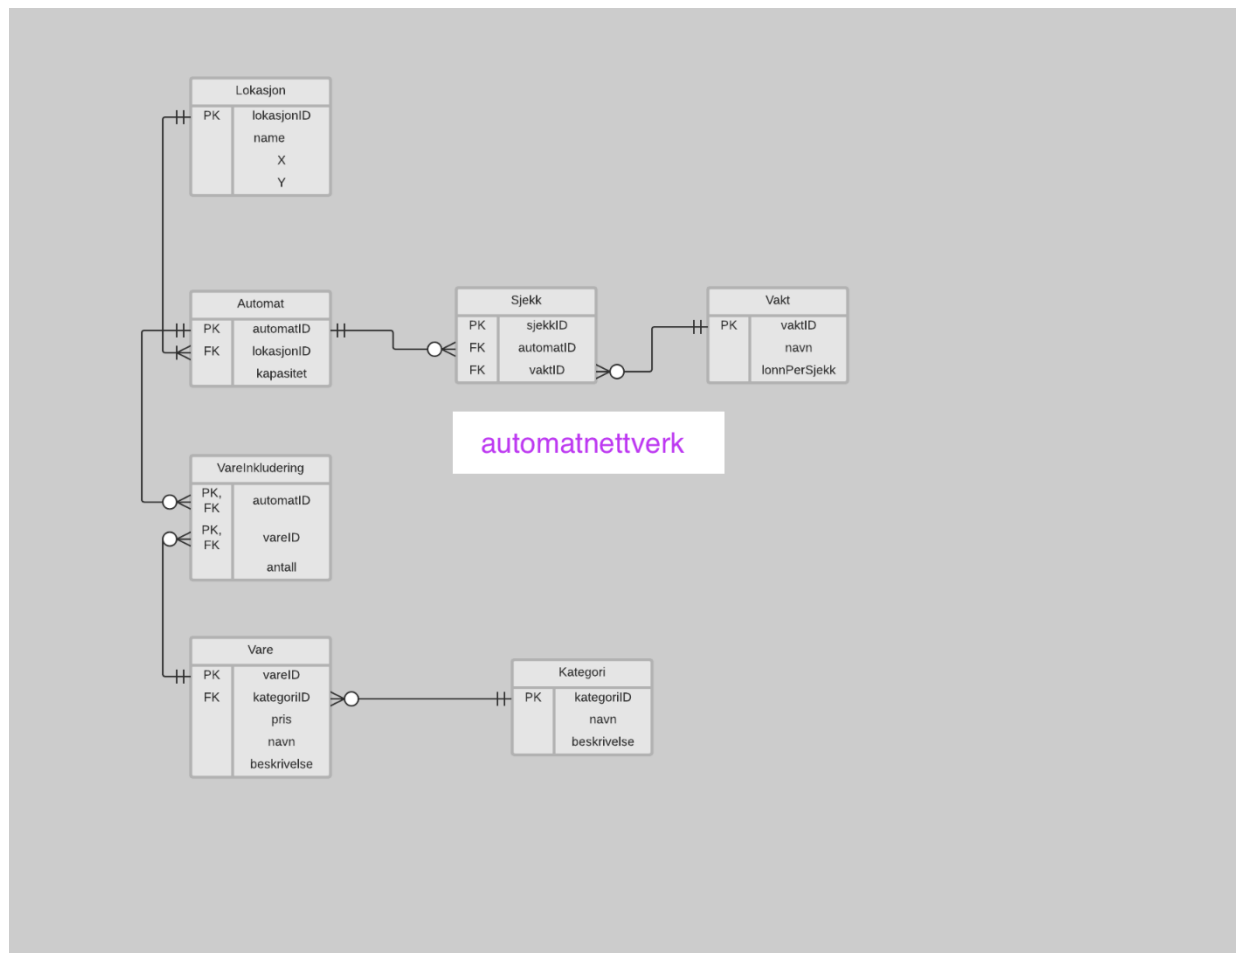 Lokasjon
PK lokasjonID
name
X
Y
Automat
PK automatID
FK lokasjonID
kapasitet
Sjekk
PK sjekkID
FK automatID
FK vaktID
Vakt
PK vaktID
navn
lonnPerSjekk
automatnettverk
VareInkludering
PK,
FK automatID
PK,
FK vareID
antall
Vare
PK vareID
FK kategoriID
pris
navn
beskrivelse
Kategori
PK kategoriID
navn
beskrivelse